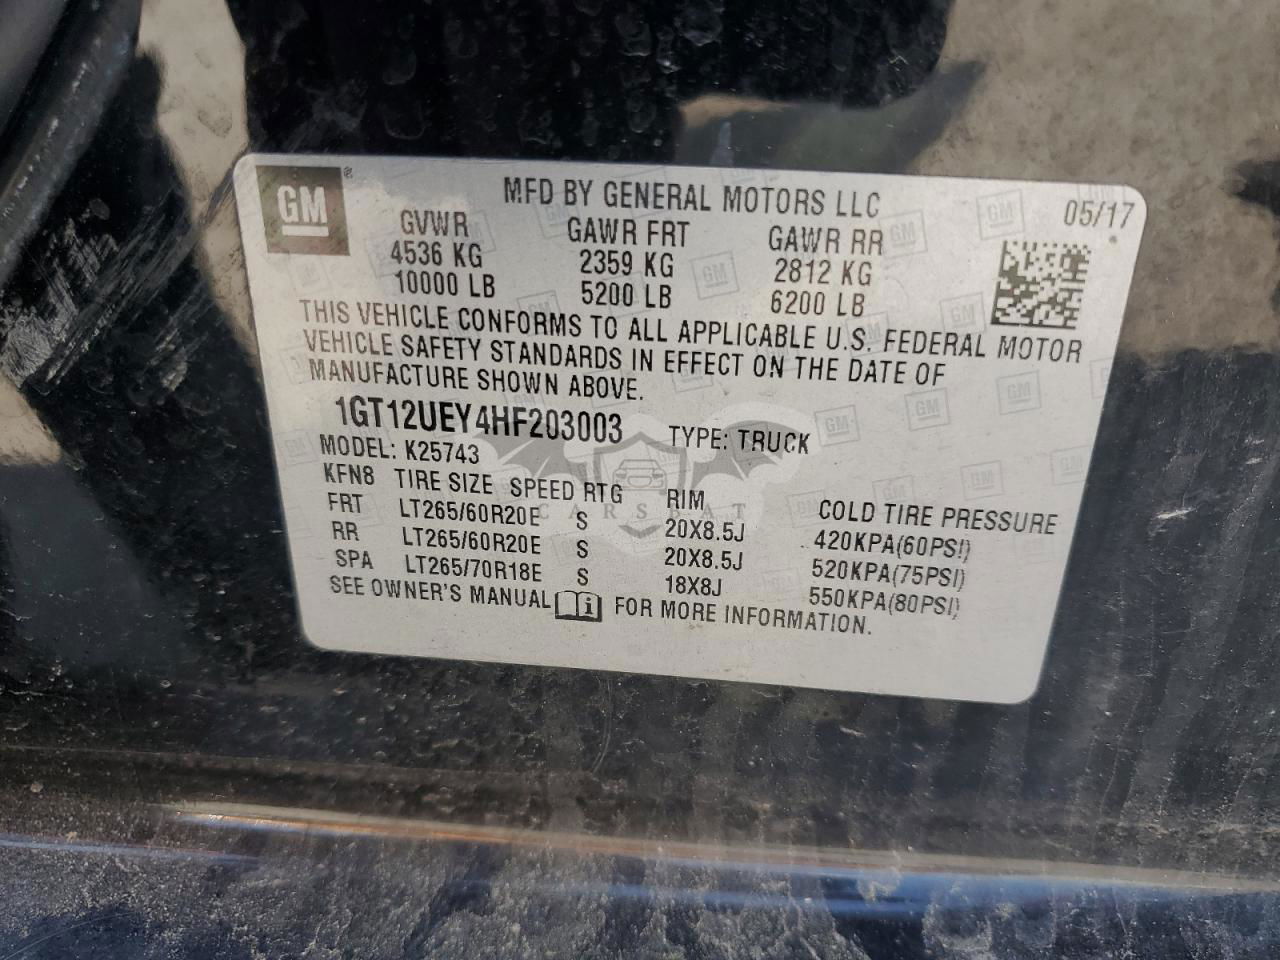 GM ® MFD BY GENERAL MOTORS LLC 05/17
GVWR GAWR FRT GAWR RR
4536 KG 2359 KG 2812 KG
10000 LB 5200 LB 6200 LB
THIS VEHICLE CONFORMS TO ALL APPLICABLE U.S. FEDERAL MOTOR
VEHICLE SAFETY STANDARDS IN EFFECT ON THE DATE OF
MANUFACTURE SHOWN ABOVE.
1GT12UEY4HF203003 TYPE: TRUCK
MODEL: K25743
KFN8 TIRE SIZE SPEED RTG RIM COLD TIRE PRESSURE
FRT LT265/60R20E S 20X8.5J 420KPA(60PSI)
RR LT265/60R20E S 20X8.5J 520KPA(75PSI)
SPA LT265/70R18E S 18X8J 550KPA(80PSI)
SEE OWNER'S MANUAL i FOR MORE INFORMATION.
CARSBAT